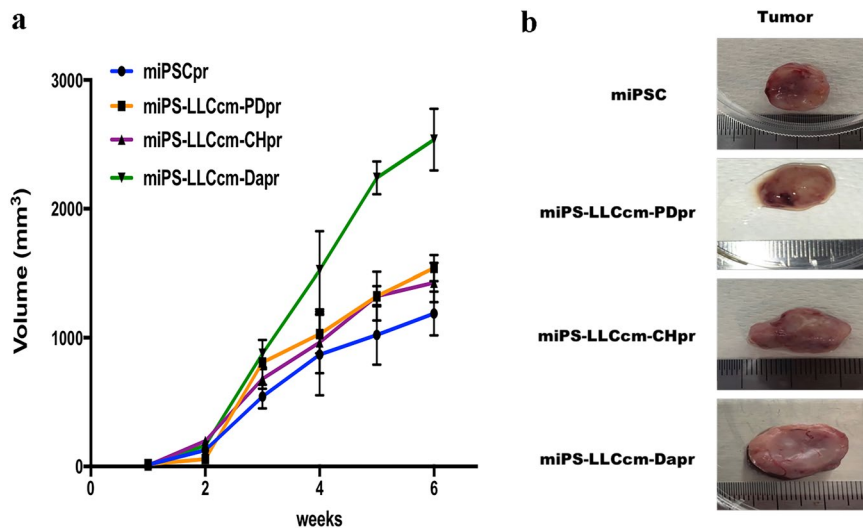 a
miPSCpr
miPS-LLCcm-PDpr
miPS-LLCcm-CHpr
miPS-LLCcm-Dapr
Volume (mm³)
3000
2000
1000
0
0 2 4 6
weeks
b
Tumor
miPSC
miPS-LLCcm-PDpr
miPS-LLCcm-CHpr
miPS-LLCcm-Dapr